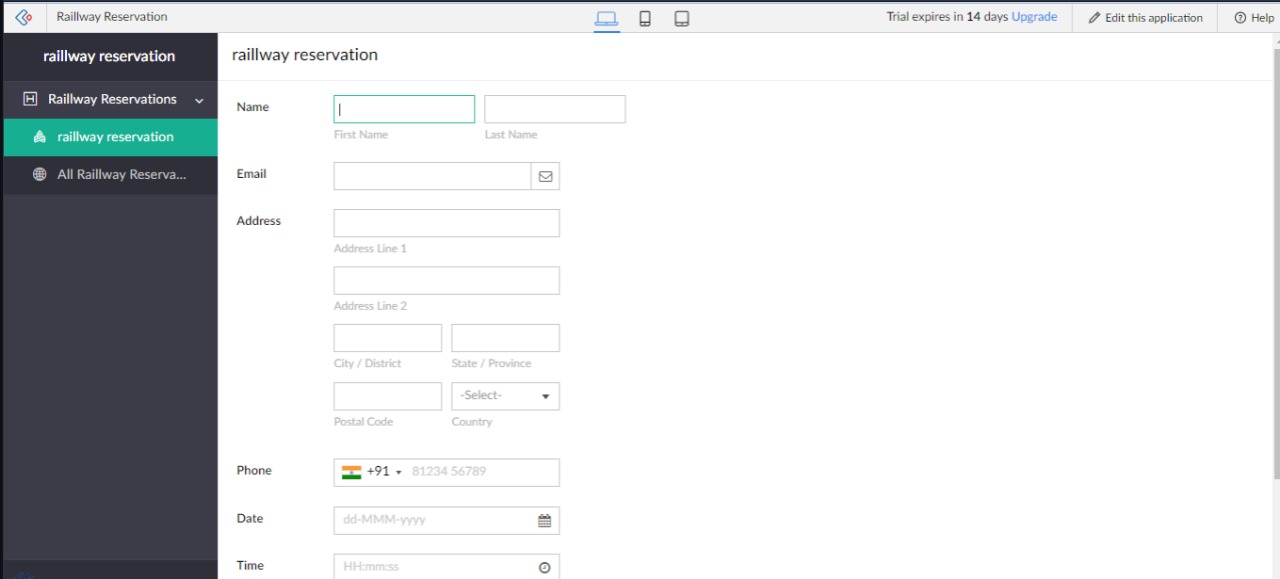 Raillway Reservation
Trial expires in 14 days Upgrade
Edit this application
Help
raillway reservation
Raillway Reservations
raillway reservation
All Raillway Reserva...
raillway reservation
Name
First Name
Last Name
Email
Address
Address Line 1
Address Line 2
City / District
State / Province
-Select-
Postal Code
Country
Phone
+91
81234 56789
Date
dd-MMM-yyyy
Time
HH:mm:ss